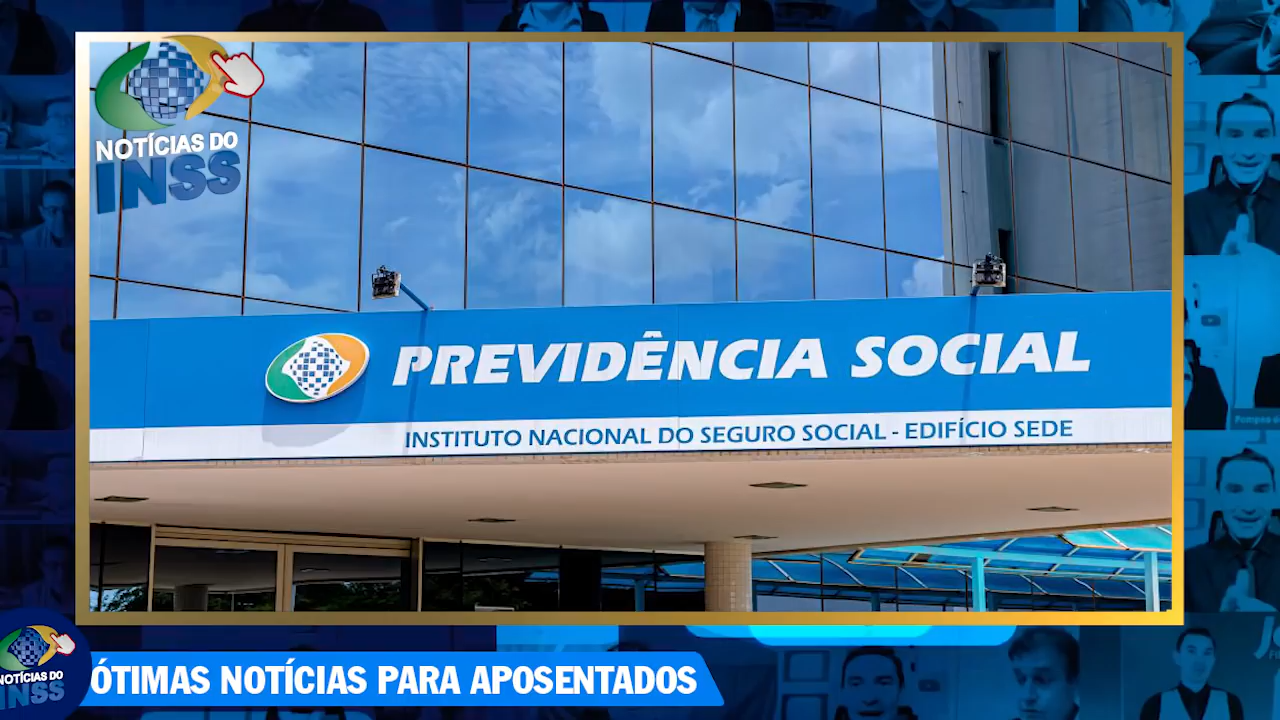 NOTÍCIAS DO
INSS
PREVIDÊNCIA SOCIAL
INSTITUTO NACIONAL DO SEGURO SOCIAL - EDIFÍCIO SEDE
NOTÍCIAS DO
INSS
ÓTIMAS NOTÍCIAS PARA APOSENTADOS